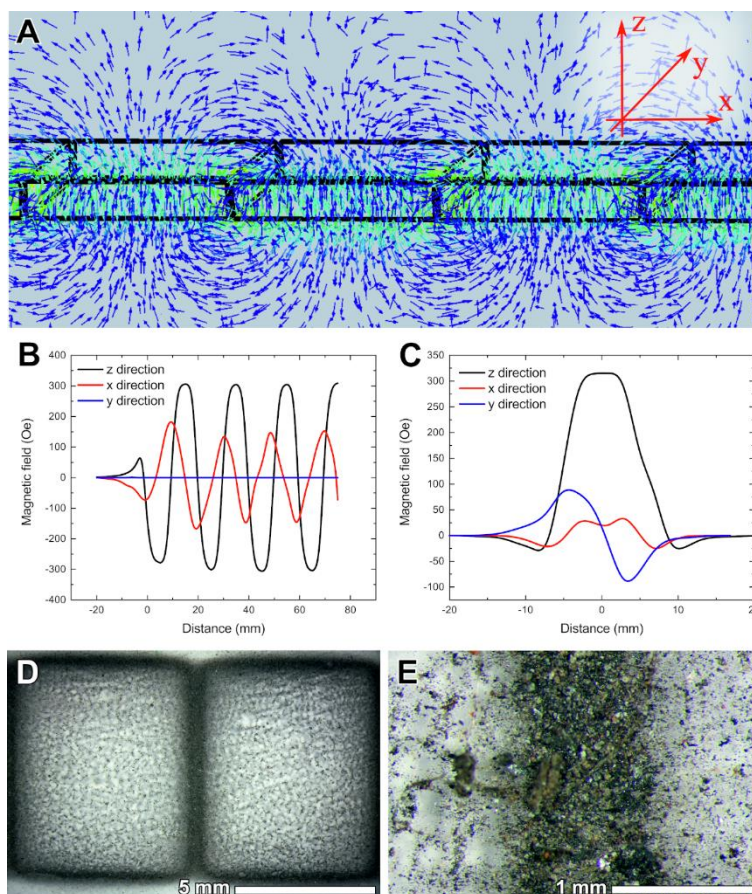 A
z
y
x
B
400
300
200
100
0
-100
-200
-300
-400
z direction
x direction
y direction
Magnetic field (Oe)
-20 0 20 40 60 80
Distance (mm)
C
350
300
250
200
150
100
50
0
-50
-100
z direction
x direction
y direction
Magnetic field (Oe)
-20 -10 0 10 20
Distance (mm)
D
5 mm
E
1 mm